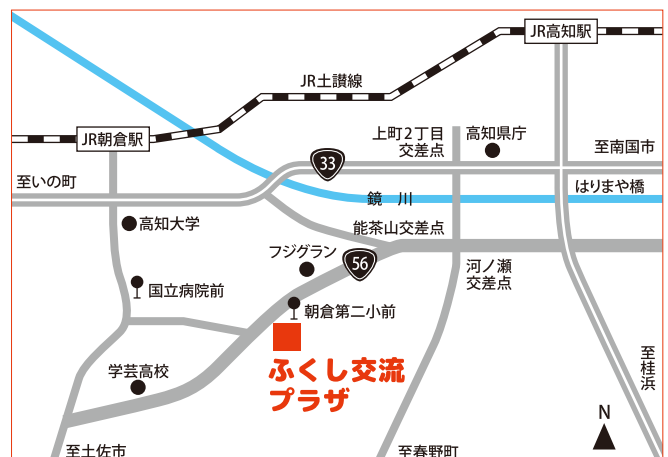 JR高知駅
JR土讃線
JR朝倉駅
上町2丁目
交差点
高知県庁
33
至南国市
至いの町
はりまや橋
鏡　川
高知大学
能茶山交差点
フジグラン
56
河ノ瀬
交差点
国立病院前
朝倉第二小前
ふくし交流
プラザ
学芸高校
至桂浜
N
至土佐市
至春野町